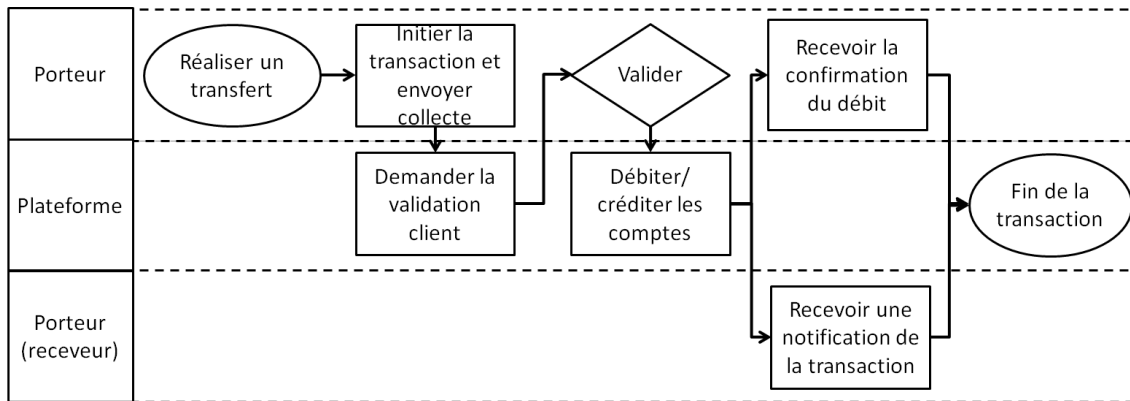 Porteur
Réaliser un
transfert
Initier la
transaction et
envoyer
collecte
Valider
Recevoir la
confirmation
du débit
Plateforme
Demander la
validation
client
Débiter/
créditer les
comptes
Fin de la
transaction
Porteur
(receveur)
Recevoir une
notification de
la transaction